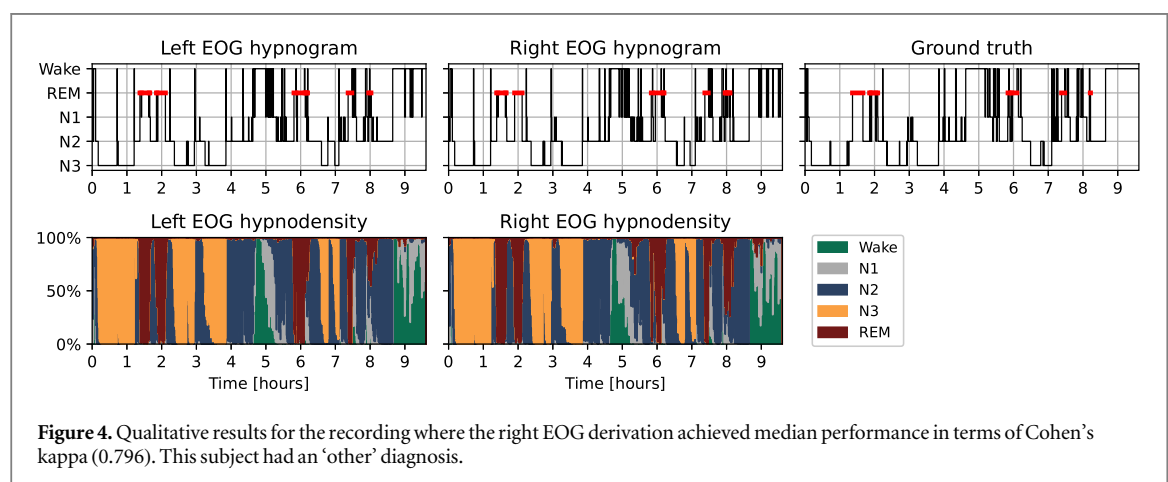 Left EOG hypnogram
Right EOG hypnogram
Ground truth
Wake
REM
N1
N2
N3
0 1 2 3 4 5 6 7 8 9
0 1 2 3 4 5 6 7 8 9
0 1 2 3 4 5 6 7 8 9
Left EOG hypnodensity
Right EOG hypnodensity
100%
50%
0%
0 1 2 3 4 5 6 7 8 9
0 1 2 3 4 5 6 7 8 9
Time [hours]
Time [hours]
Wake
N1
N2
N3
REM
Figure 4. Qualitative results for the recording where the right EOG derivation achieved median performance in terms of Cohen’s
kappa (0.796). This subject had an ‘other’ diagnosis.